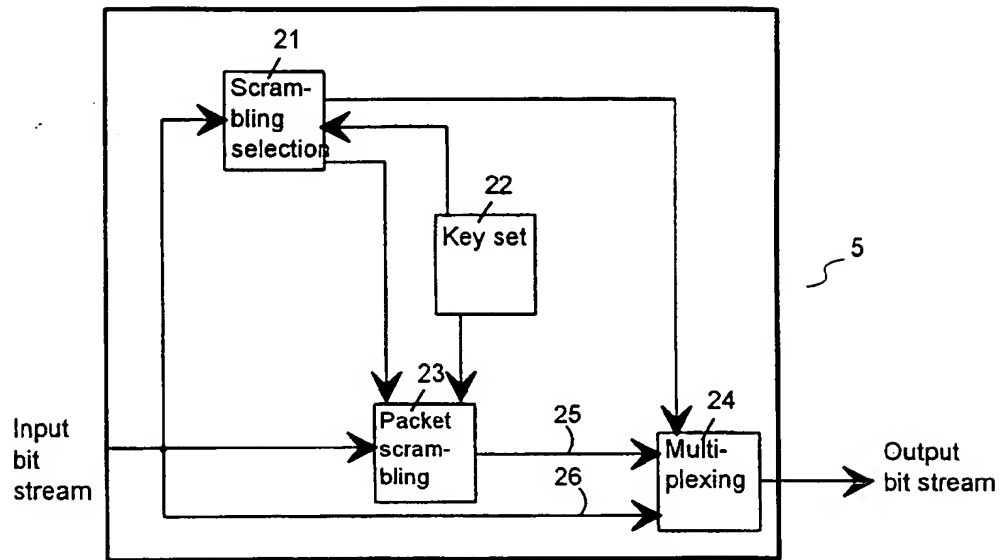 21
Scram-
bling
selection
22
Key set
5
23
Packet
scram-
bling
25
24
Multi-
plexing
26
Input
bit
stream
Output
bit stream